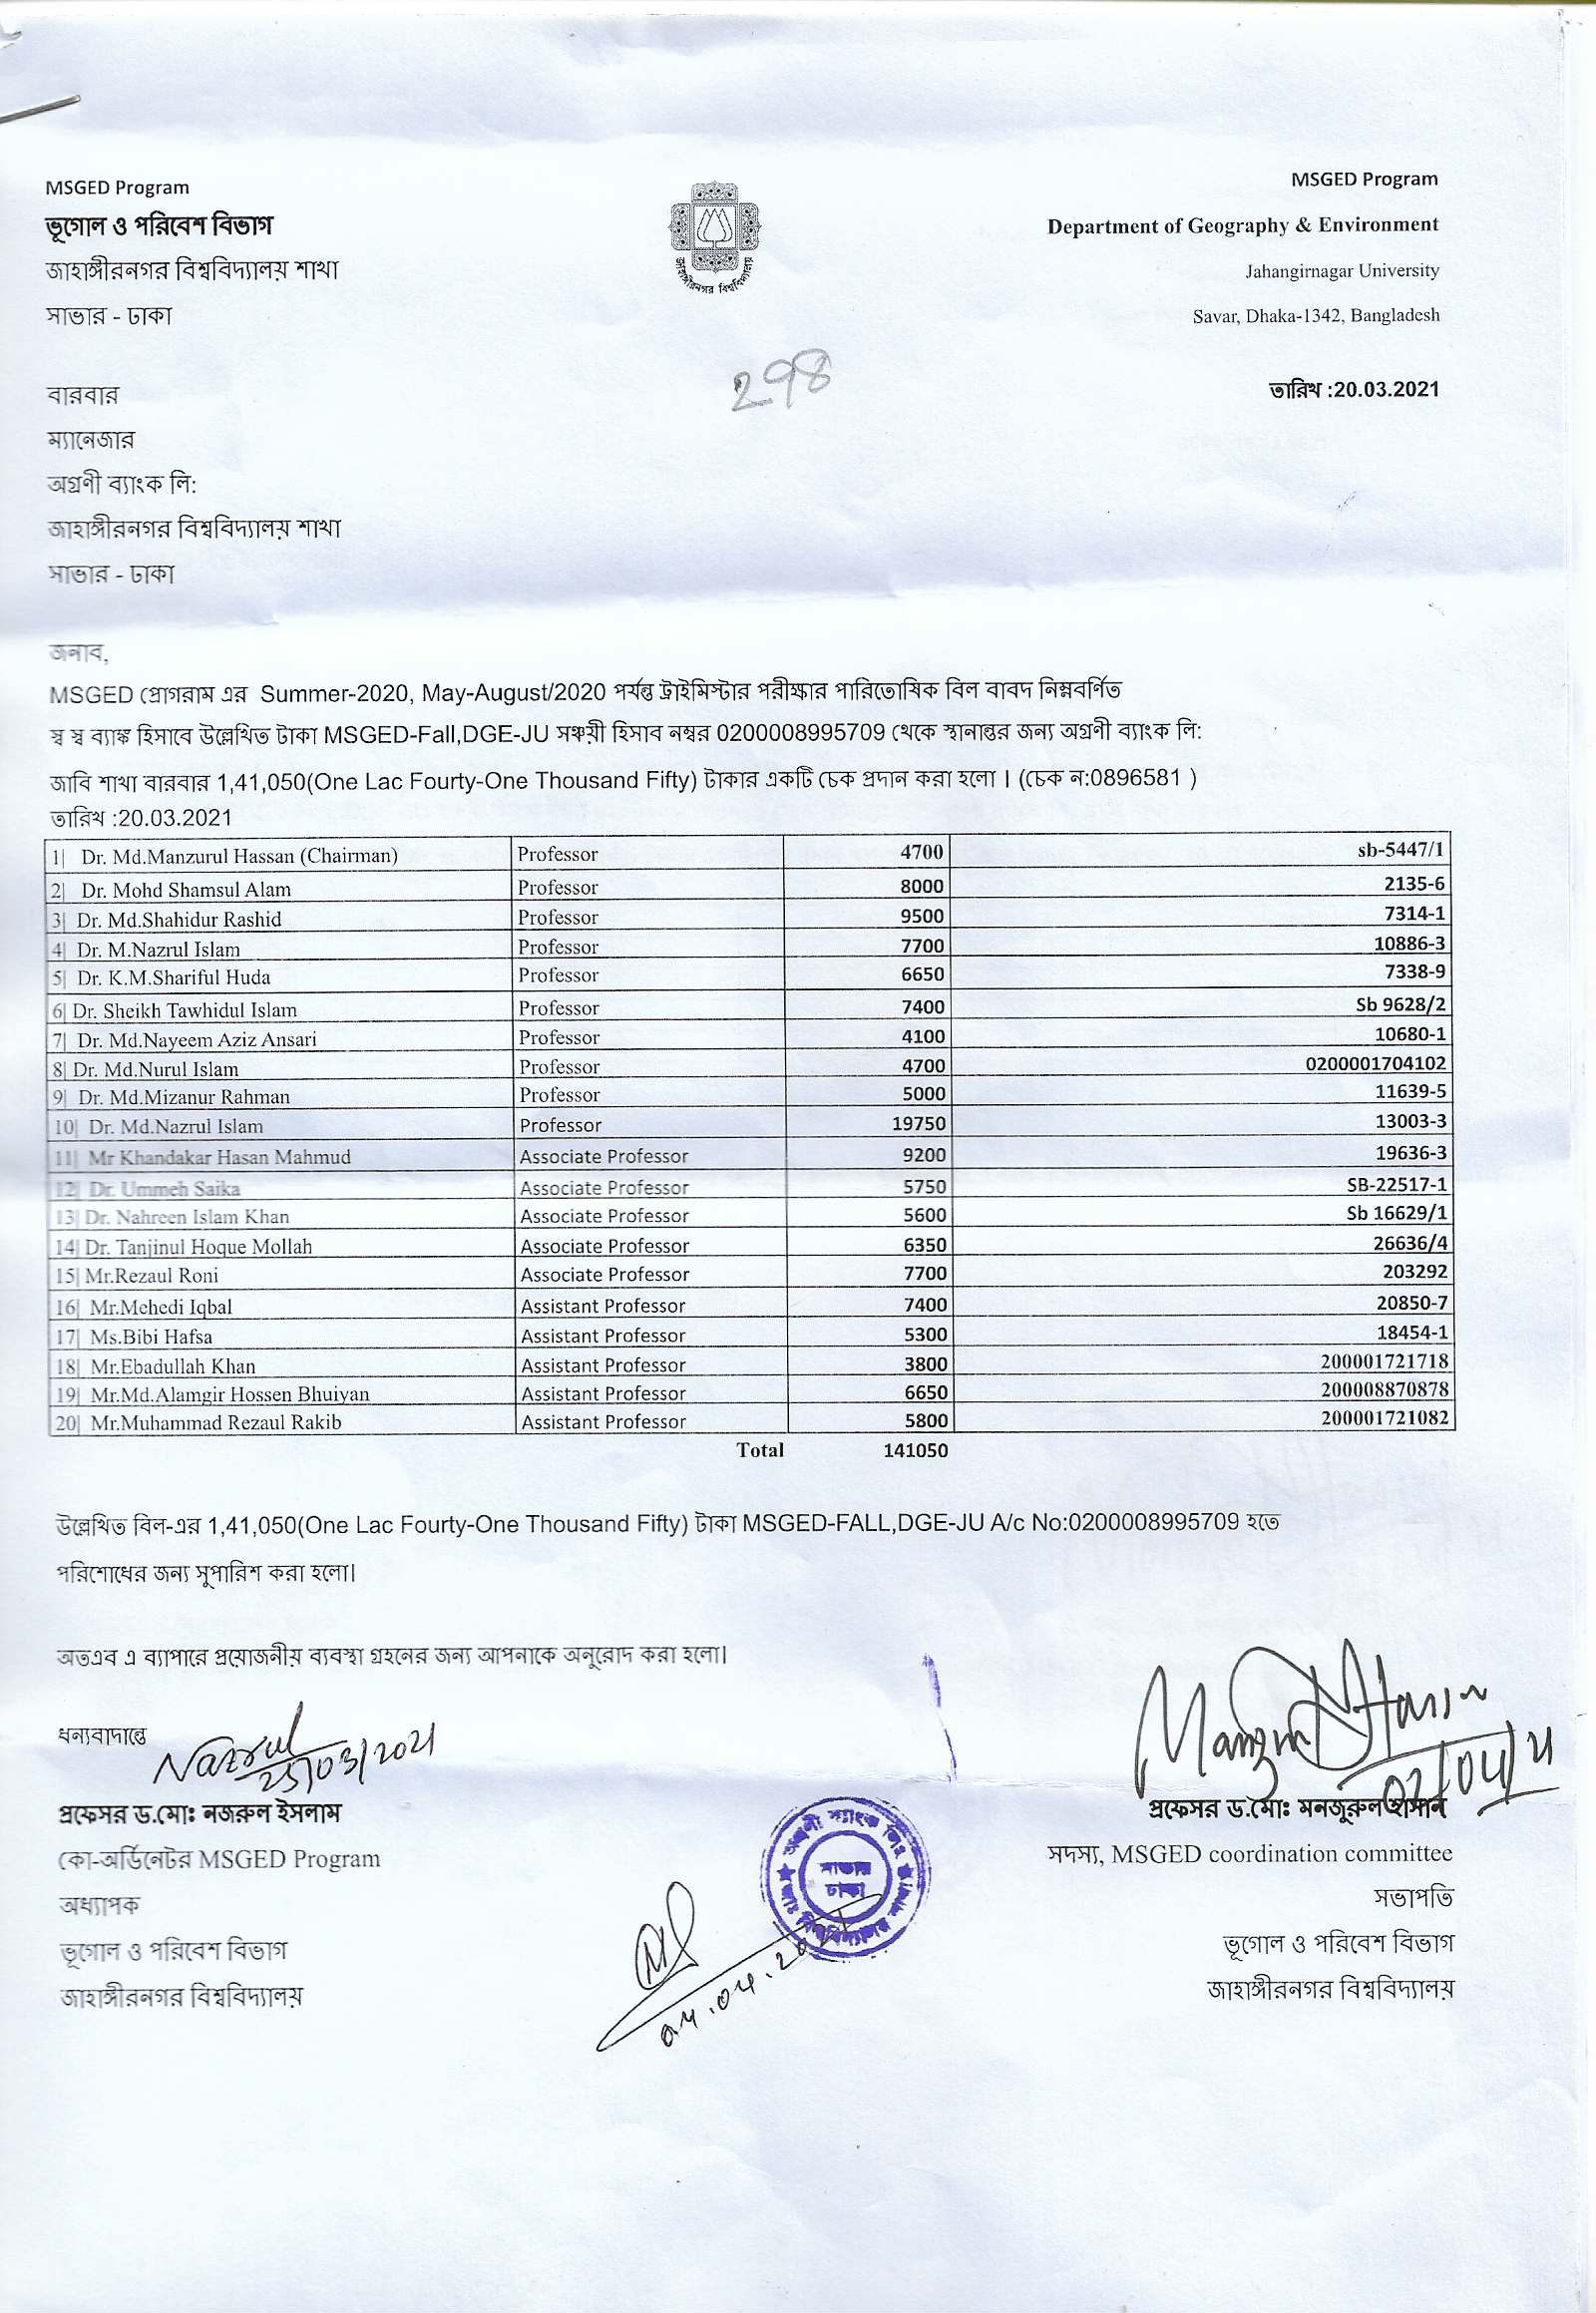 MSGED Program
ভূগোল ও পরিবেশ বিভাগ
জাহাঙ্গীরনগর বিশ্ববিদ্যালয় শাখা
সাভার - ঢাকা
জাহাঙ্গীরনগর বিশ্ববিদ্যালয়
MSGED Program
Department of Geography & Environment
Jahangirnagar University
Savar, Dhaka-1342, Bangladesh
298
তারিখ :20.03.2021
বারবার
ম্যানেজার
অগ্রণী ব্যাংক লি:
জাহাঙ্গীরনগর বিশ্ববিদ্যালয় শাখা
সাভার - ঢাকা
জনাব,
MSGED প্রোগরাম এর Summer-2020, May-August/2020 পর্যন্ত ট্রাইমিস্টার পরীক্ষার পারিতোষিক বিল বাবদ নিম্নবর্ণিত
স্ব স্ব ব্যাঙ্ক হিসাবে উল্লেখিত টাকা MSGED-Fall,DGE-JU সঞ্চয়ী হিসাব নম্বর 0200008995709 থেকে স্থানান্তর জন্য অগ্রণী ব্যাংক লি:
জাবি শাখা বারবার 1,41,050(One Lac Fourty-One Thousand Fifty) টাকার একটি চেক প্রদান করা হলো । (চেক ন:0896581 )
তারিখ :20.03.2021
1| Dr. Md.Manzurul Hassan (Chairman) Professor 4700 sb-5447/1
2| Dr. Mohd Shamsul Alam Professor 8000 2135-6
3| Dr. Md.Shahidur Rashid Professor 9500 7314-1
4| Dr. M.Nazrul Islam Professor 7700 10886-3
5| Dr. K.M.Shariful Huda Professor 6650 7338-9
6| Dr. Sheikh Tawhidul Islam Professor 7400 Sb 9628/2
7| Dr. Md.Nayeem Aziz Ansari Professor 4100 10680-1
8| Dr. Md.Nurul Islam Professor 4700 0200001704102
9| Dr. Md.Mizanur Rahman Professor 5000 11639-5
10| Dr. Md.Nazrul Islam Professor 19750 13003-3
11| Mr Khandakar Hasan Mahmud Associate Professor 9200 19636-3
12| Dr. Ummeh Saika Associate Professor 5750 SB-22517-1
13| Dr. Nahreen Islam Khan Associate Professor 5600 Sb 16629/1
14| Dr. Tanjinul Hoque Mollah Associate Professor 6350 26636/4
15| Mr.Rezaul Roni Associate Professor 7700 203292
16| Mr.Mehedi Iqbal Assistant Professor 7400 20850-7
17| Ms.Bibi Hafsa Assistant Professor 5300 18454-1
18| Mr.Ebadullah Khan Assistant Professor 3800 200001721718
19| Mr.Md.Alamgir Hossen Bhuiyan Assistant Professor 6650 200008870878
20| Mr.Muhammad Rezaul Rakib Assistant Professor 5800 200001721082
Total 141050
উল্লেখিত বিল-এর 1,41,050(One Lac Fourty-One Thousand Fifty) টাকা MSGED-FALL,DGE-JU A/c No:0200008995709 হতে
পরিশোধের জন্য সুপারিশ করা হলো।
অতএব এ ব্যাপারে প্রয়োজনীয় ব্যবস্থা গ্রহনের জন্য আপনাকে অনুরোদ করা হলো।
ধন্যবাদান্তে
Nazrul
25/03/2021
প্রফেসর ড.মোঃ নজরুল ইসলাম
কো-অর্ডিনেটর MSGED Program
অধ্যাপক
ভূগোল ও পরিবেশ বিভাগ
জাহাঙ্গীরনগর বিশ্ববিদ্যালয়
অগ্রণী ব্যাংক লিঃ
সাভার
ঢাকা
জাঃ বিশ্ববিদ্যালয় শাখা
04.04.2021
02/04/21
প্রফেসর ড.মোঃ মনজুরুল হাসান
সদস্য, MSGED coordination committee
সভাপতি
ভূগোল ও পরিবেশ বিভাগ
জাহাঙ্গীরনগর বিশ্ববিদ্যালয়